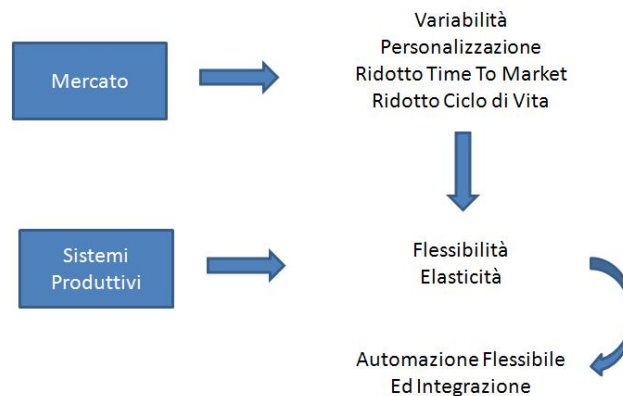 Mercato
Variabilità
Personalizzazione
Ridotto Time To Market
Ridotto Ciclo di Vita
Sistemi
Produttivi
Flessibilità
Elasticità
Automazione Flessibile
Ed Integrazione